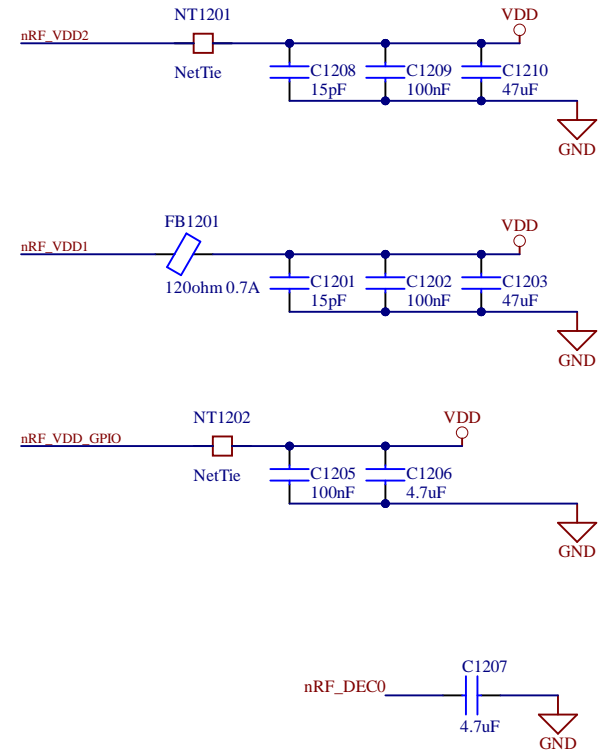 NT1201
VDD
nRF_VDD2
NetTie
C1208
15pF
C1209
100nF
C1210
47uF
GND
FB1201
VDD
nRF_VDD1
120ohm 0.7A
C1201
15pF
C1202
100nF
C1203
47uF
GND
NT1202
VDD
nRF_VDD_GPIO
NetTie
C1205
100nF
C1206
4.7uF
GND
C1207
nRF_DEC0
4.7uF
GND